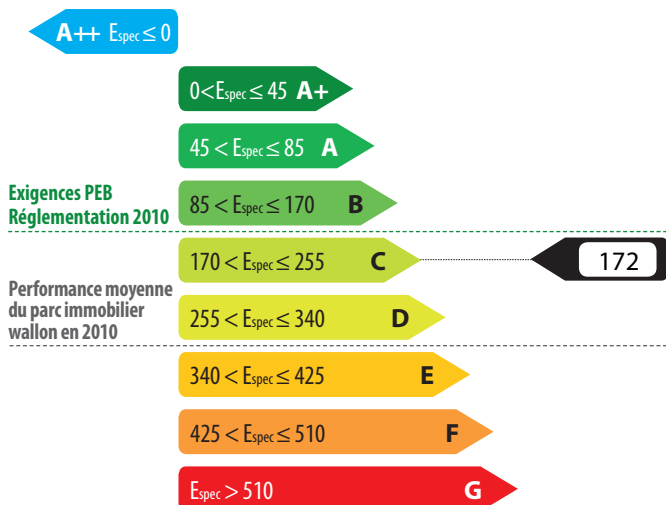 A++ Espec ≤ 0
0<Espec ≤ 45 A+
45 < Espec ≤ 85 A
Exigences PEB
Réglementation 2010
85 < Espec ≤ 170 B
170 < Espec ≤ 255 C
172
Performance moyenne
du parc immobilier
wallon en 2010
255 < Espec ≤ 340 D
340 < Espec ≤ 425 E
425 < Espec ≤ 510 F
Espec > 510 G